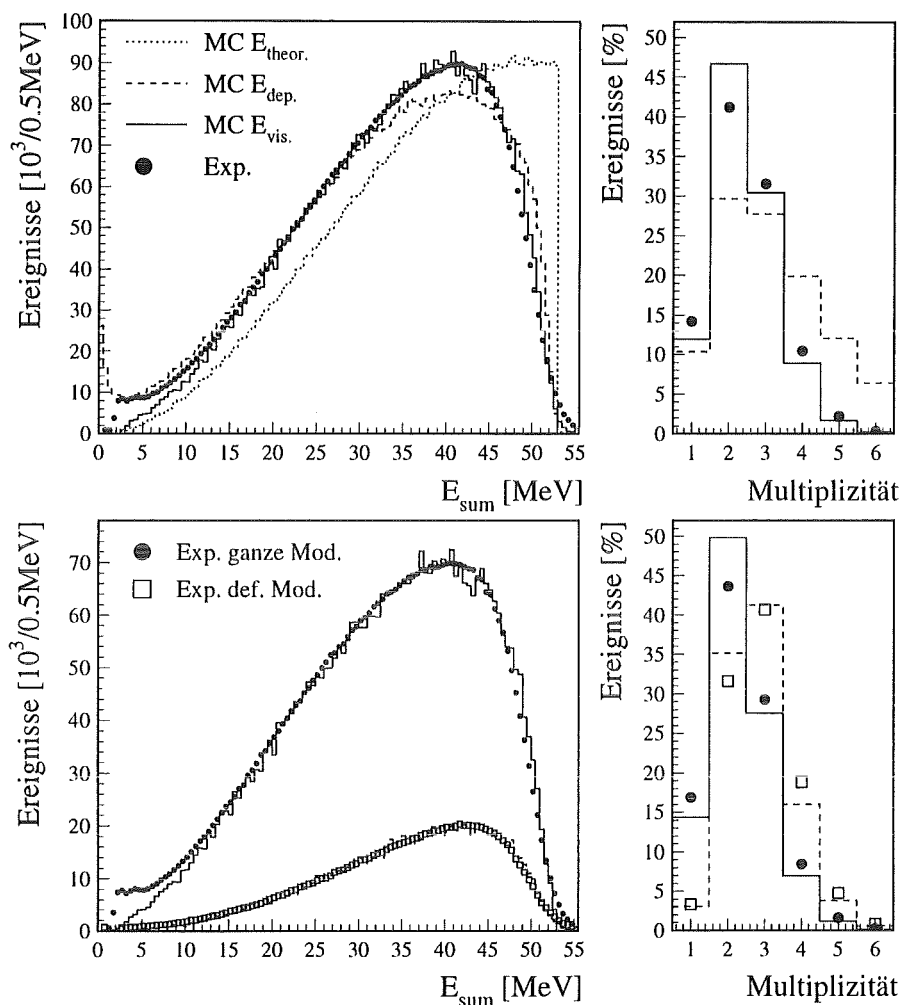 Ereignisse [10³/0.5MeV]
100
90
80
70
60
50
40
30
20
10
0
MC E_theor.
MC E_dep.
MC E_vis.
Exp.
0 5 10 15 20 25 30 35 40 45 50 55
E_sum [MeV]
Ereignisse [%]
50
45
40
35
30
25
20
15
10
5
0
1 2 3 4 5 6
Multiplizität
Ereignisse [10³/0.5MeV]
70
60
50
40
30
20
10
0
Exp. ganze Mod.
Exp. def. Mod.
0 5 10 15 20 25 30 35 40 45 50 55
E_sum [MeV]
Ereignisse [%]
50
45
40
35
30
25
20
15
10
5
0
1 2 3 4 5 6
Multiplizität